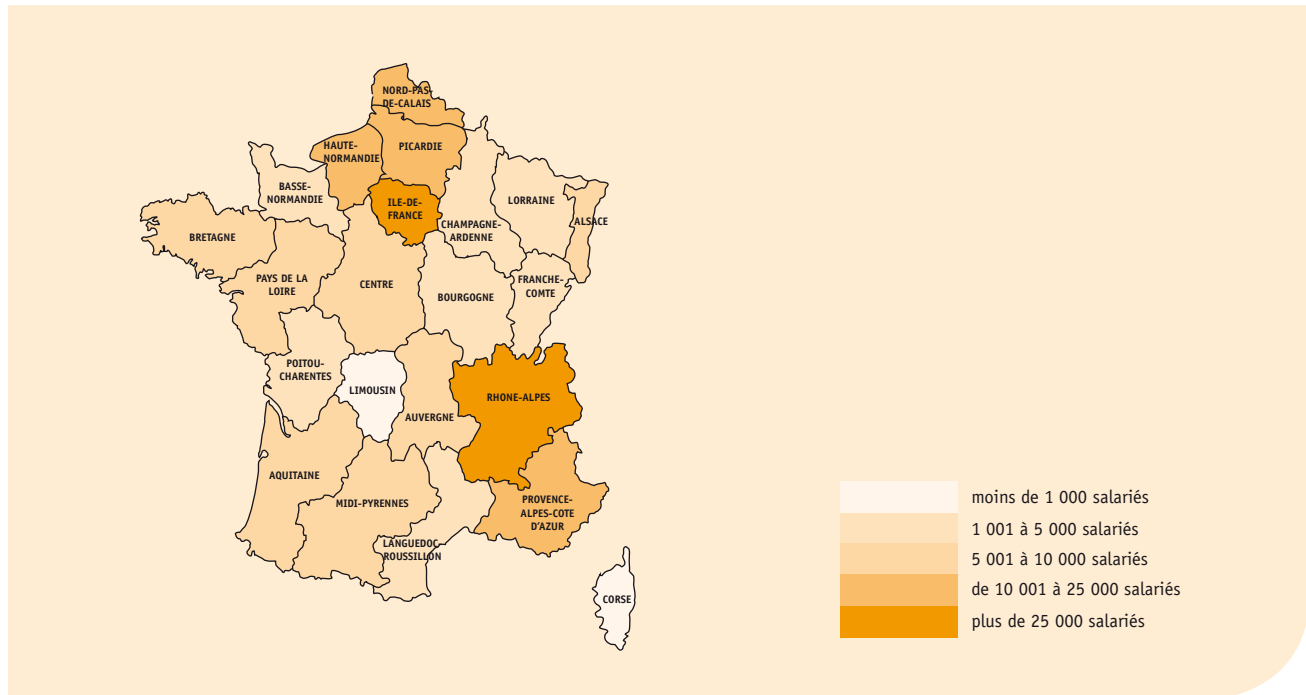 NORD-PAS-
DE-CALAIS
HAUTE-
NORMANDIE
PICARDIE
BASSE-
NORMANDIE
ILE-DE-
FRANCE
CHAMPAGNE-
ARDENNE
LORRAINE
ALSACE
BRETAGNE
PAYS DE LA
LOIRE
CENTRE
BOURGOGNE
FRANCHE-
COMTE
POITOU-
CHARENTES
LIMOUSIN
AUVERGNE
RHONE-ALPES
AQUITAINE
MIDI-PYRENNES
LANGUEDOC
ROUSSILLON
PROVENCE-
ALPES-COTE
D'AZUR
CORSE
moins de 1 000 salariés
1 001 à 5 000 salariés
5 001 à 10 000 salariés
de 10 001 à 25 000 salariés
plus de 25 000 salariés